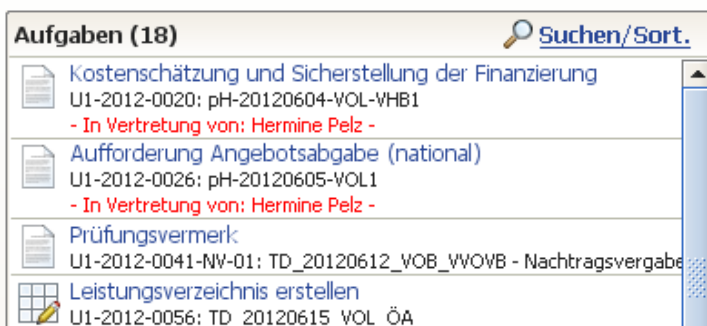 Aufgaben (18)
Suchen/Sort.
Kostenschätzung und Sicherstellung der Finanzierung
U1-2012-0020: pH-20120604-VOL-VHB1
- In Vertretung von: Hermine Pelz -
Aufforderung Angebotsabgabe (national)
U1-2012-0026: pH-20120605-VOL1
- In Vertretung von: Hermine Pelz -
Prüfungsvermerk
U1-2012-0041-NV-01: TD_20120612_VOB_VVOVB - Nachtragsvergabe
Leistungsverzeichnis erstellen
U1-2012-0056: TD_20120615_VOL_ÖA